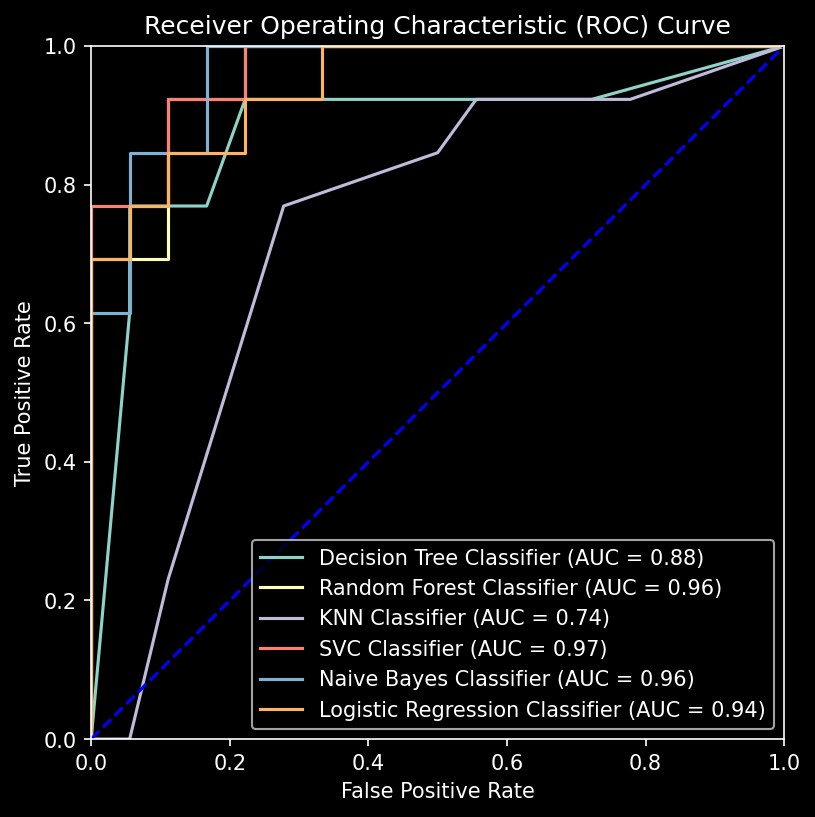 Receiver Operating Characteristic (ROC) Curve
1.0
0.8
0.6
0.4
0.2
0.0
True Positive Rate
Decision Tree Classifier (AUC = 0.88)
Random Forest Classifier (AUC = 0.96)
KNN Classifier (AUC = 0.74)
SVC Classifier (AUC = 0.97)
Naive Bayes Classifier (AUC = 0.96)
Logistic Regression Classifier (AUC = 0.94)
0.0 0.2 0.4 0.6 0.8 1.0
False Positive Rate